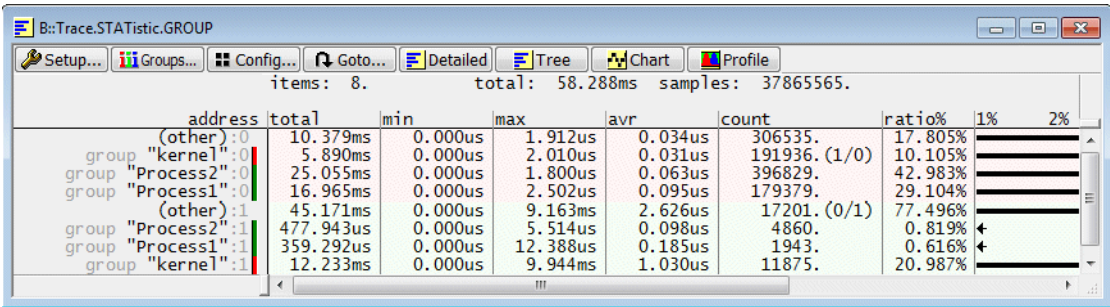 B::Trace.STATistic.GROUP
Setup... Groups... Config... Goto... Detailed Tree Chart Profile
items: 8. total: 58.288ms samples: 37865565.
address total min max avr count ratio% 1% 2%
(other):0 10.379ms 0.000us 1.912us 0.034us 306535. 17.805%
group "kernel":0 5.890ms 0.000us 2.010us 0.031us 191936.(1/0) 10.105%
group "Process2":0 25.055ms 0.000us 1.800us 0.063us 396829. 42.983%
group "Process1":0 16.965ms 0.000us 2.502us 0.095us 179379. 29.104%
(other):1 45.171ms 0.000us 9.163ms 2.626us 17201.(0/1) 77.496%
group "Process2":1 477.943us 0.000us 5.514us 0.098us 4860. 0.819%
group "Process1":1 359.292us 0.000us 12.388us 0.185us 1943. 0.616%
group "kernel":1 12.233ms 0.000us 9.944ms 1.030us 11875. 20.987%